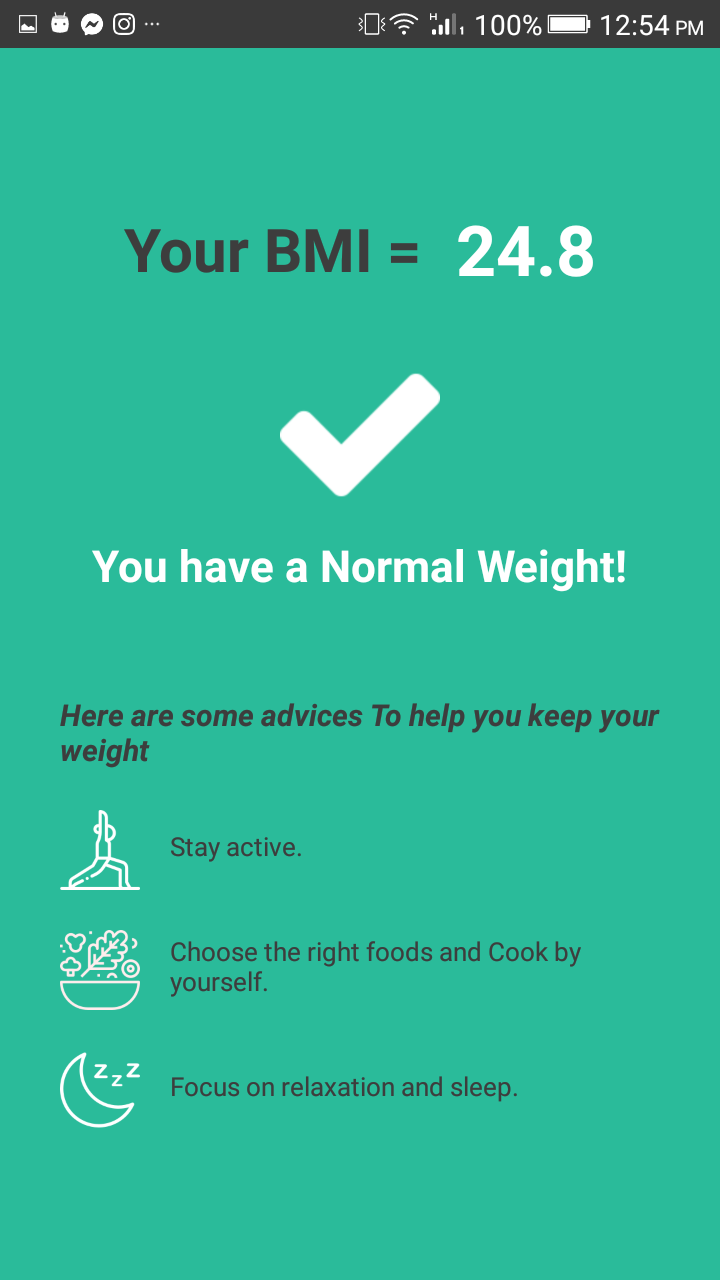 H 1 100% 12:54 PM
Your BMI = 24.8
You have a Normal Weight!
Here are some advices To help you keep your
weight
Stay active.
Choose the right foods and Cook by
yourself.
z z z
Focus on relaxation and sleep.